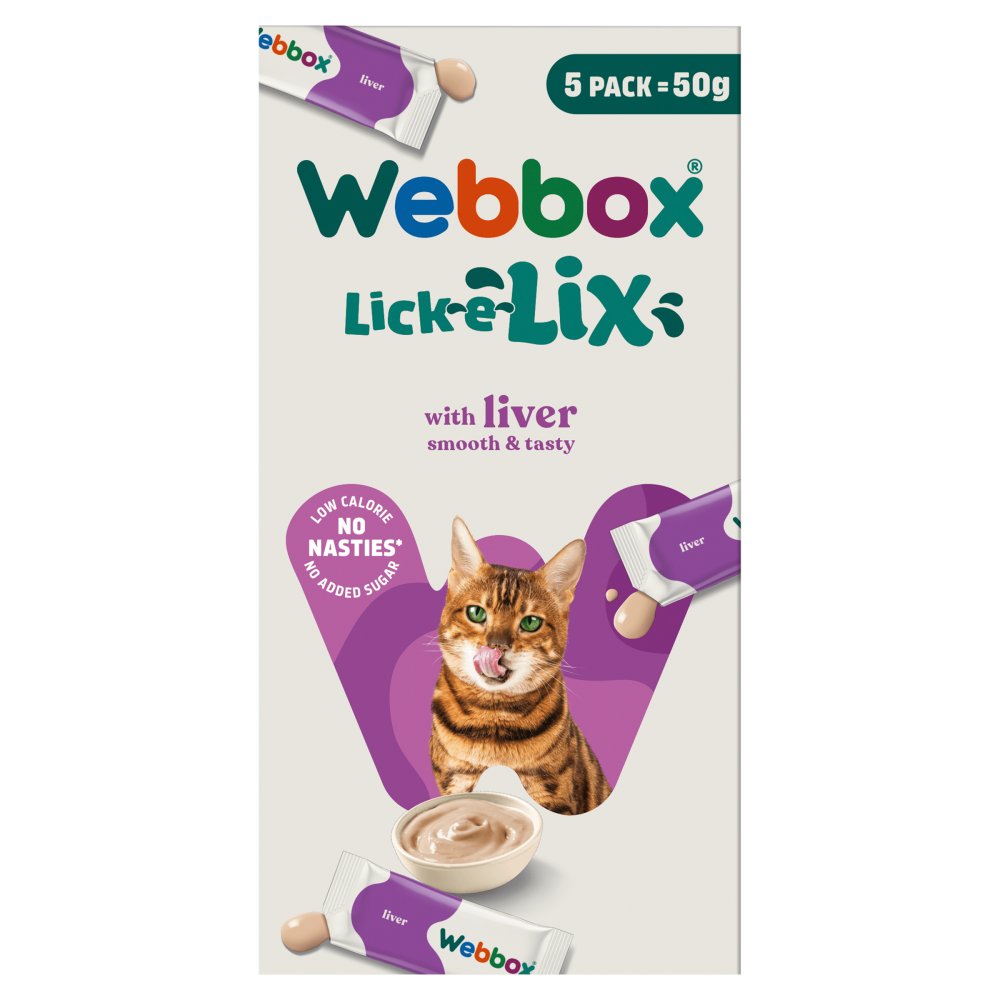 Webbox
liver
5 PACK = 50g
Webbox®
Lick-e-Lix
with liver
smooth & tasty
LOW CALORIE
NO
NASTIES*
NO ADDED SUGAR
liver
liver
Webbox